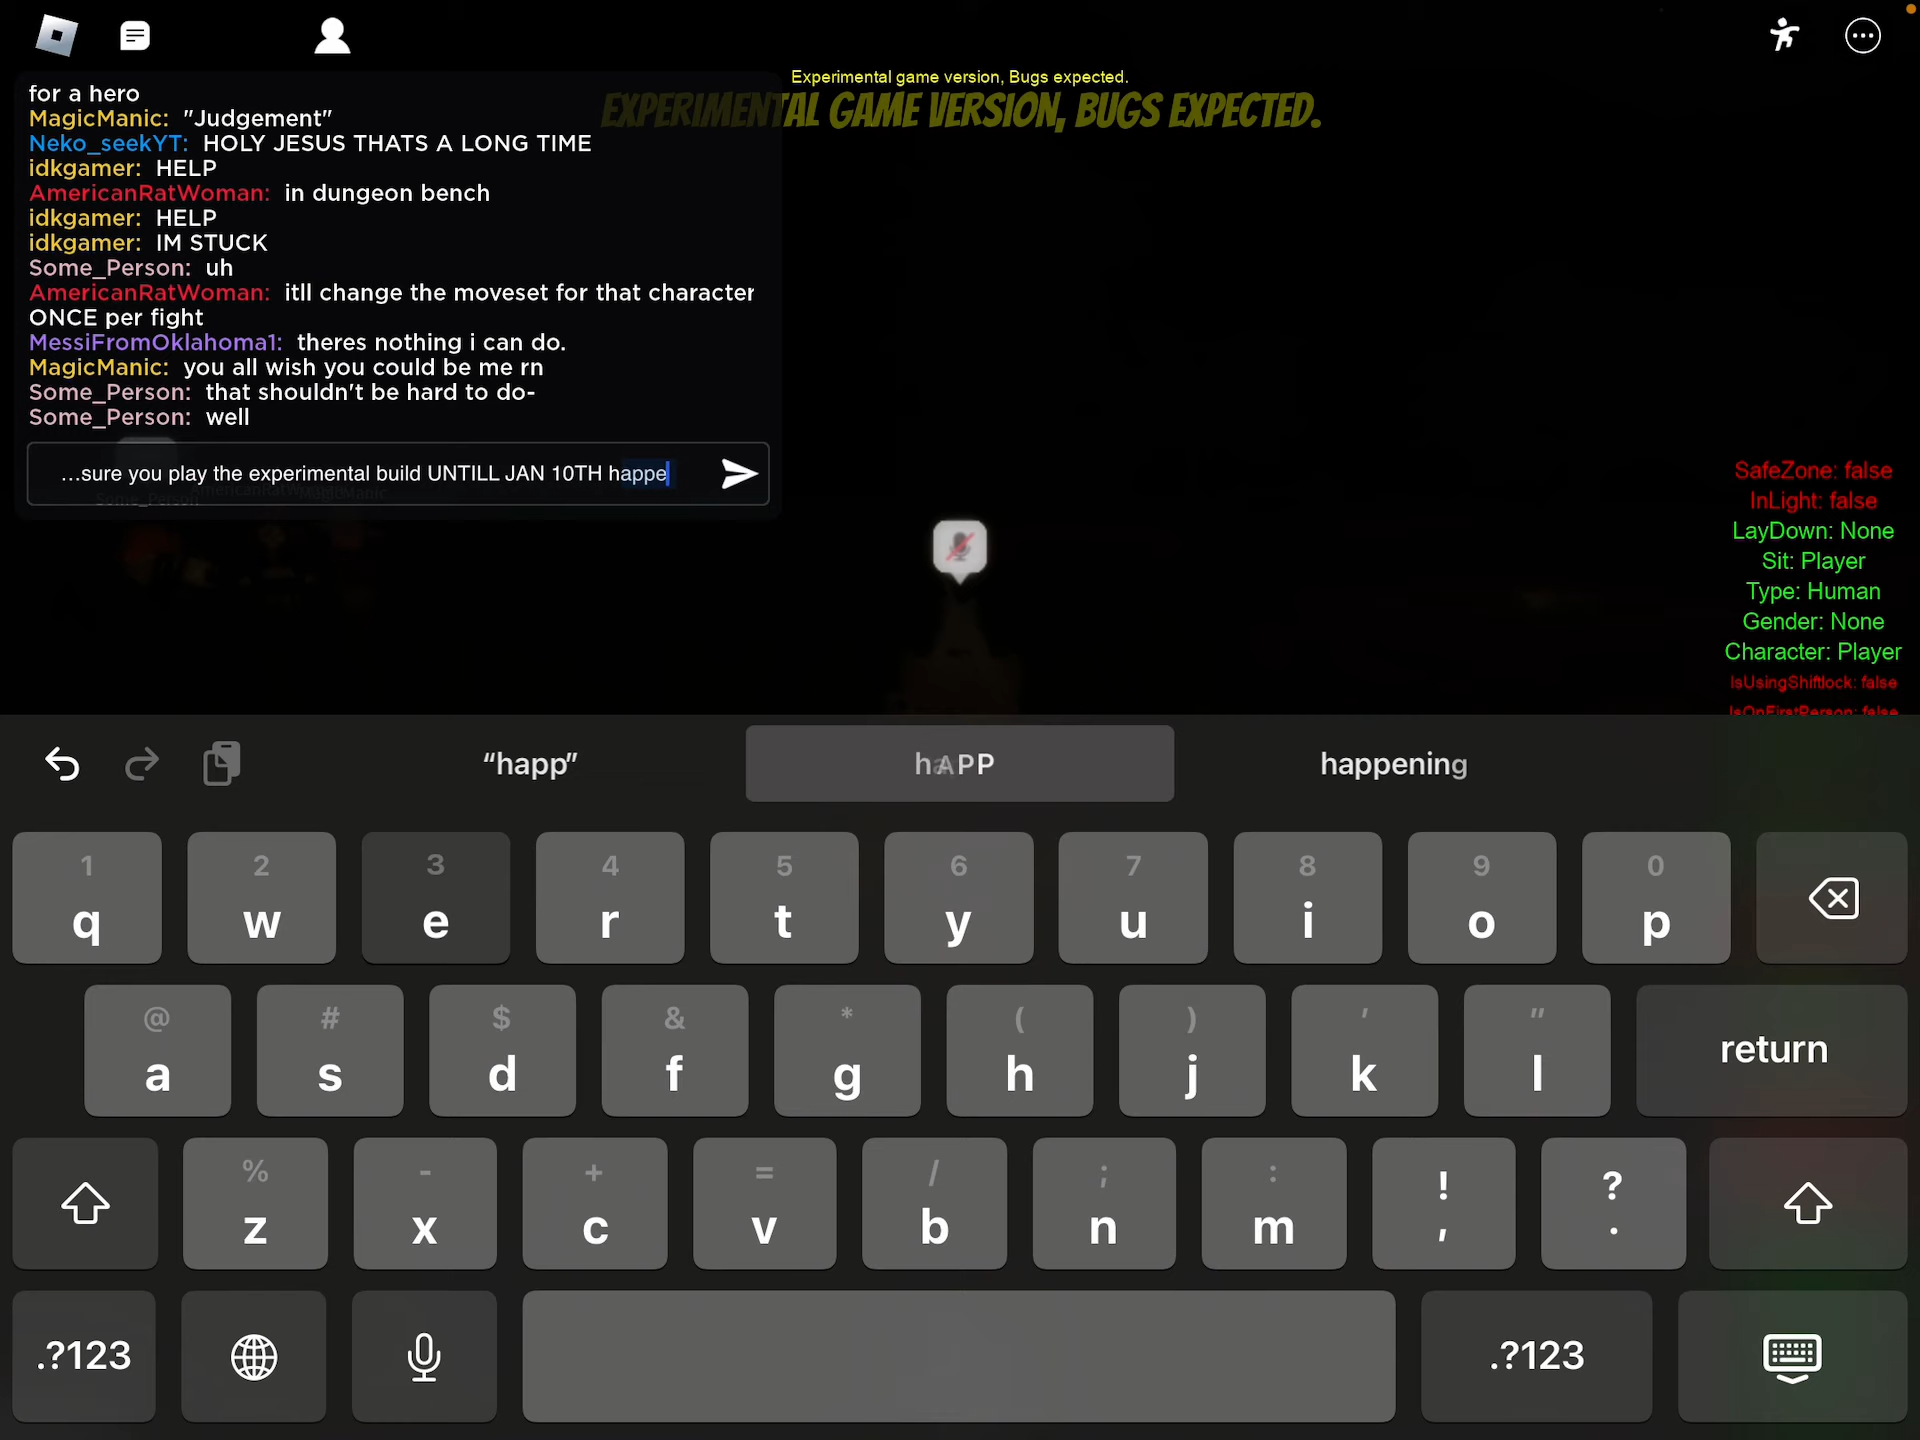 Experimental game version, Bugs expected.
EXPERIMENTAL GAME VERSION, BUGS EXPECTED.
for a hero
MagicManic: "Judgement"
Neko_seekYT: HOLY JESUS THATS A LONG TIME
idkgamer: HELP
AmericanRatWoman: in dungeon bench
idkgamer: HELP
idkgamer: IM STUCK
Some_Person: uh
AmericanRatWoman: itll change the moveset for that character
ONCE per fight
MessiFromOklahoma1: theres nothing i can do.
MagicManic: you all wish you could be me rn
Some_Person: that shouldn't be hard to do-
Some_Person: well
...sure you play the experimental build UNTILL JAN 10TH happe
Some_Person AmericanRatWoman MagicManic
SafeZone: false
InLight: false
LayDown: None
Sit: Player
Type: Human
Gender: None
Character: Player
IsUsingShiftlock: false
IsOnFirstPerson: false
“happ” hAPP happening
1 2 3 4 5 6 7 8 9 0
q w e r t y u i o p
@ # $ & * ( ) ' "
a s d f g h j k l return
% - + = / ; : ! ?
z x c v b n m , .
.?123 .?123